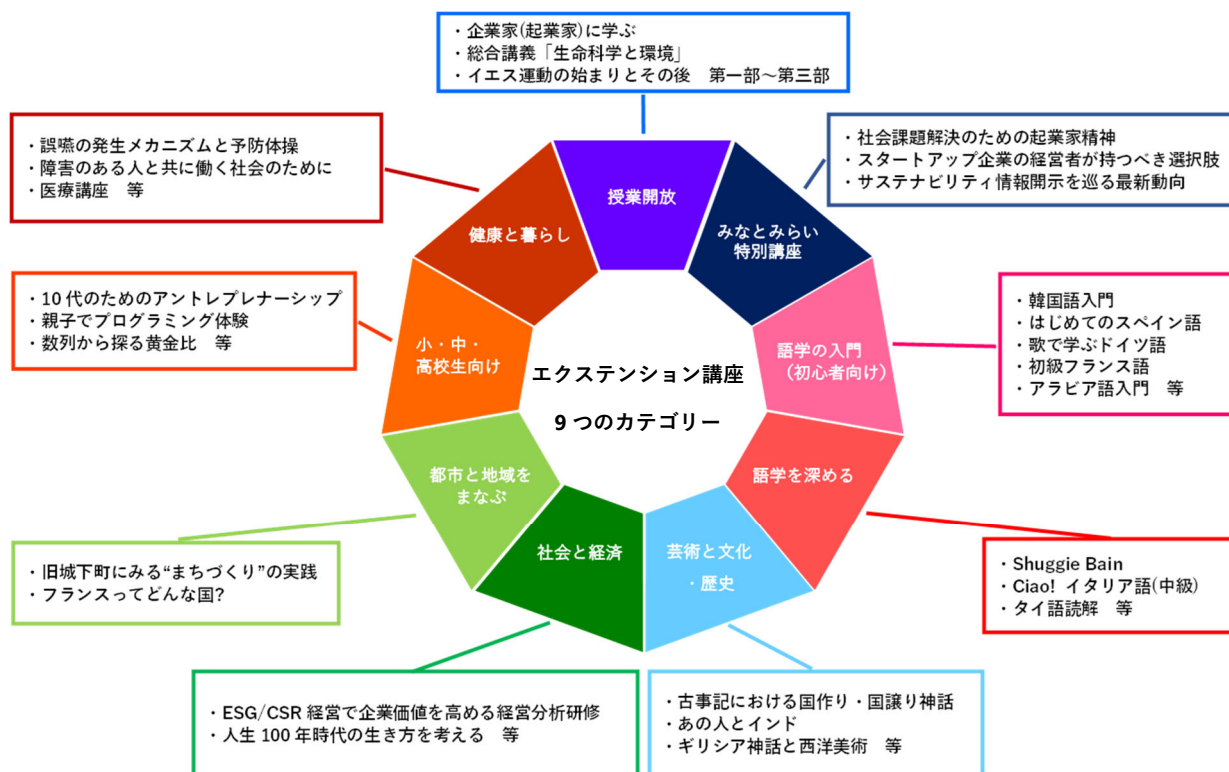 ・企業家(起業家)に学ぶ
・総合講義「生命科学と環境」
・イエス運動の始まりとその後　第一部～第三部
・誤嚥の発生メカニズムと予防体操
・障害のある人と共に働く社会のために
・医療講座　等
・社会課題解決のための起業家精神
・スタートアップ企業の経営者が持つべき選択肢
・サステナビリティ情報開示を巡る最新動向
授業開放
健康と暮らし
みなとみらい
特別講座
・10代のためのアントレプレナーシップ
・親子でプログラミング体験
・数列から探る黄金比　等
小・中・
高校生向け
語学の入門
（初心者向け）
・韓国語入門
・はじめてのスペイン語
・歌で学ぶドイツ語
・初級フランス語
・アラビア語入門　等
エクステンション講座
9つのカテゴリー
都市と地域を
まなぶ
語学を深める
社会と経済
芸術と文化
・歴史
・旧城下町にみる“まちづくり”の実践
・フランスってどんな国?
・Shuggie Bain
・Ciao! イタリア語(中級)
・タイ語読解　等
・ESG/CSR経営で企業価値を高める経営分析研修
・人生100年時代の生き方を考える　等
・古事記における国作り・国譲り神話
・あの人とインド
・ギリシア神話と西洋美術　等